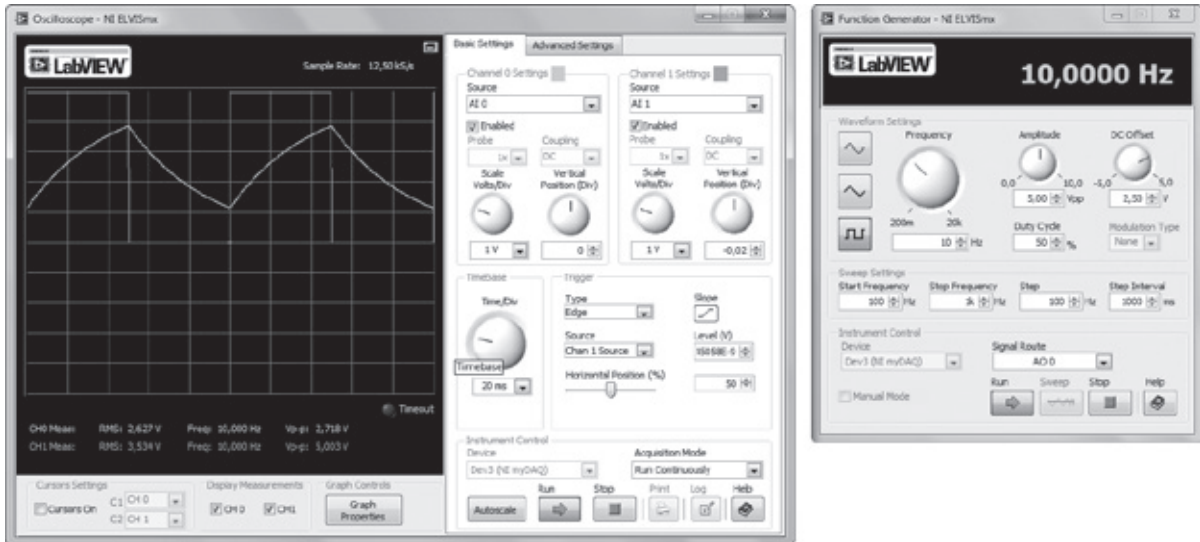 Oscilloscope - NI ELVISmx
LabVIEW
Sample Rate: 12,50 kS/s
Timeout
CH0 Meas: RMS: 2,627 V Freq: 10,000 Hz Vp-p: 2,718 V
CH1 Meas: RMS: 3,534 V Freq: 10,000 Hz Vp-p: 5,003 V
Cursors Settings
Cursors On
C1 CH 0
C2 CH 1
Display Measurements
CH0 CH1
Graph Controls
Graph Properties
Basic Settings Advanced Settings
Channel 0 Settings
Source
AI 0
Enabled
Probe Coupling
1x DC
Scale Volts/Div
Vertical Position (Div)
1 V 0
Channel 1 Settings
Source
AI 1
Enabled
Probe Coupling
1x DC
Scale Volts/Div
Vertical Position (Div)
1 V -0,02
Timebase
Time/Div
Timebase
20 ms
Trigger
Type Slope
Edge
Source Level (V)
Chan 1 Source
Horizontal Position (%)
50
Instrument Control
Device Acquisition Mode
Dev3 (NI myDAQ) Run Continuously
Run Stop Print Log Help
Autoscale
Function Generator - NI ELVISmx
LabVIEW
10,0000 Hz
Waveform Settings
Frequency Amplitude DC Offset
200m 20k
0,0 10,0
-5,0 5,0
10 Hz
5,00 Vpp
2,50 V
Duty Cycle Modulation Type
50 % None
Sweep Settings
Start Frequency Stop Frequency Step Step Interval
100 Hz 1k Hz 100 Hz 1000 ms
Instrument Control
Device Signal Route
Dev3 (NI myDAQ) AO 0
Manual Mode
Run Sweep Stop Help